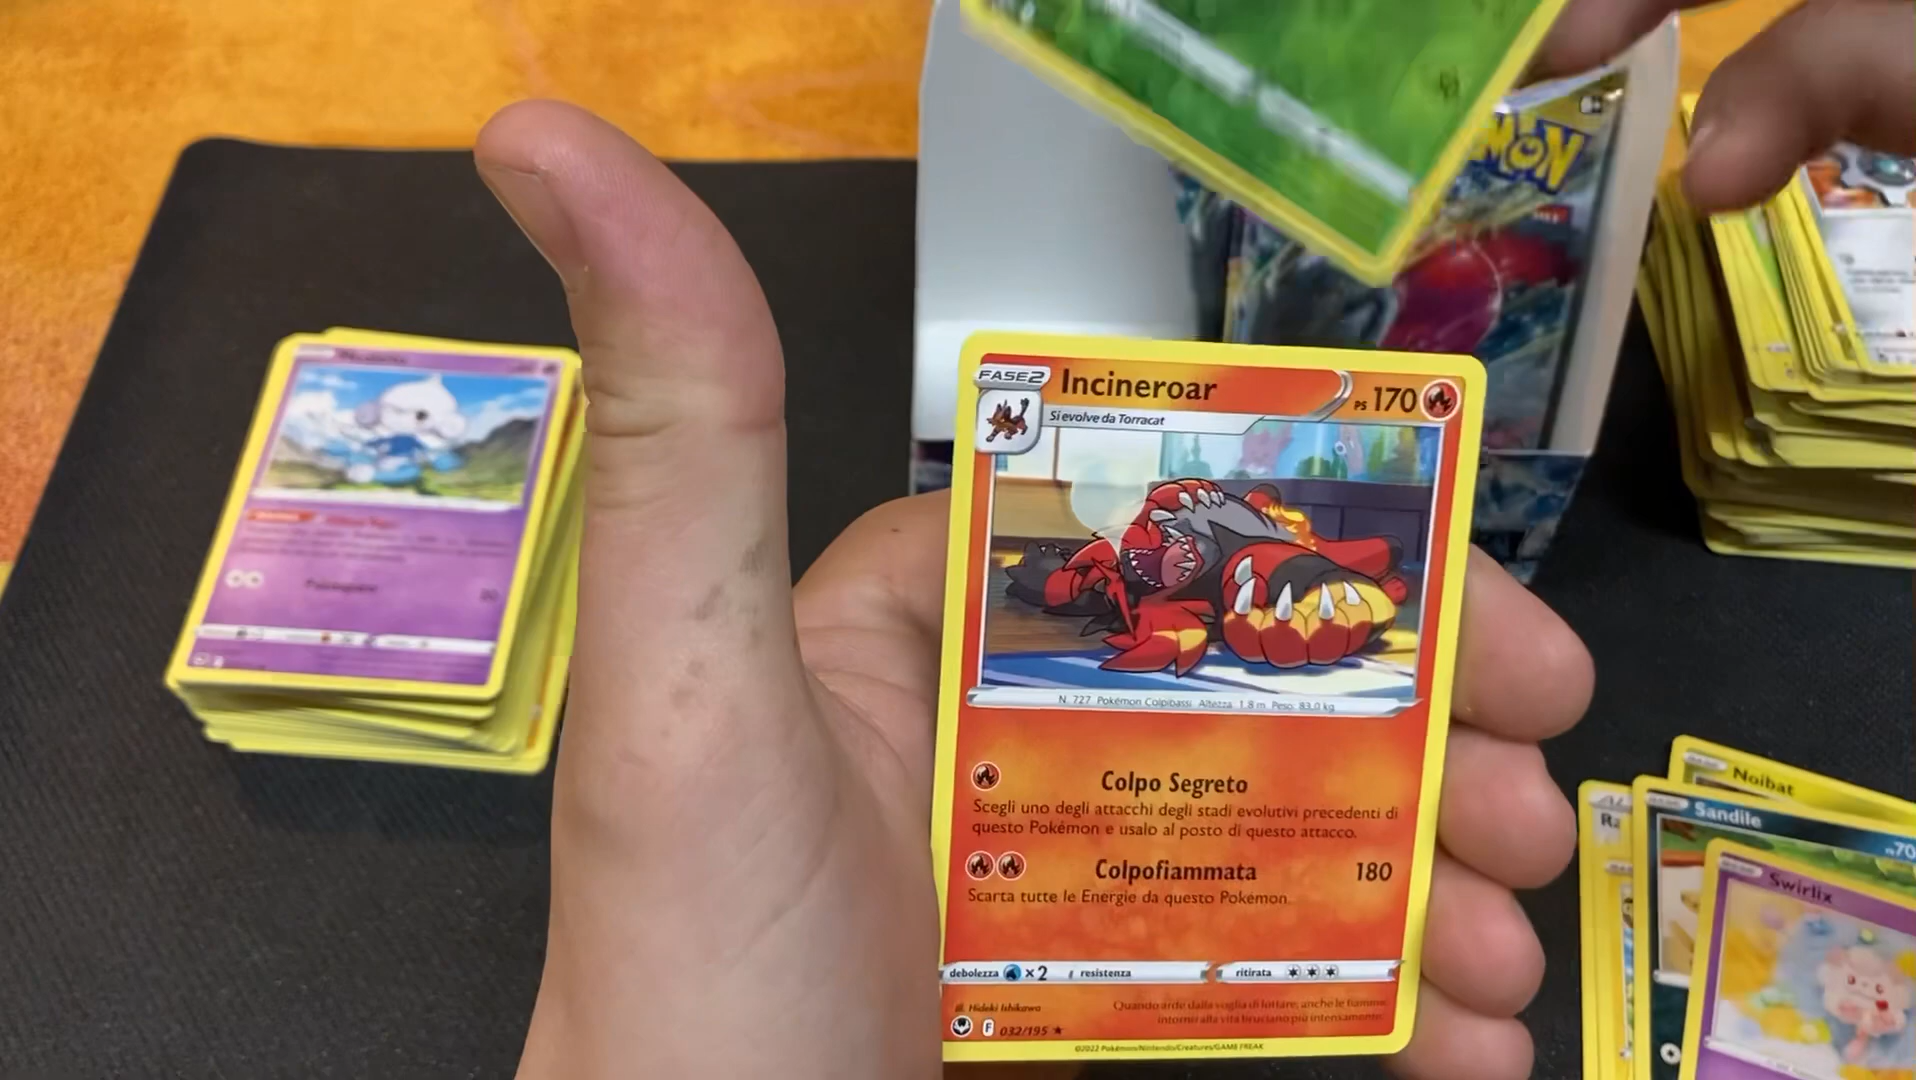 MON
FASE2
Incineroar
PS 170
Si evolve da Torracat
N. 727 Pokémon Colpibassi Altezza: 1,8 m Peso: 83,0 kg
Colpo Segreto
Scegli uno degli attacchi degli stadi evolutivi precedenti di
questo Pokémon e usalo al posto di questo attacco.
Colpofiammata 180
Scarta tutte le Energie da questo Pokémon.
debolezza ×2 resistenza ritirata
Ill. Hideki Ishikawa
Quando arde dalla voglia di lottare, anche le fiamme
intorno alla vita bruciano più intensamente.
F 032/195 ★
©2022 Pokémon/Nintendo/Creatures/GAME FREAK
Noibat
Sandile
PS 70
Swirlix